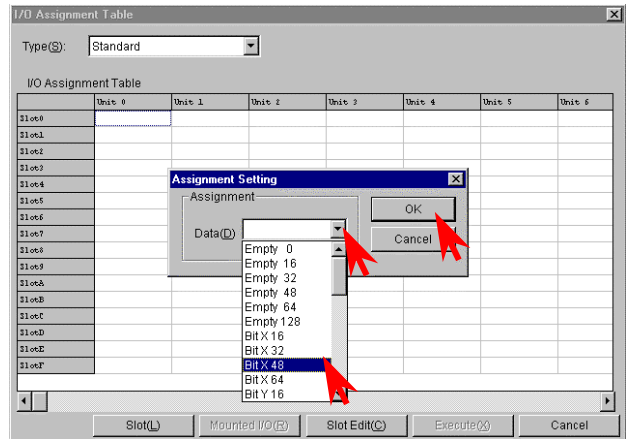 I/O Assignment Table
Type(S): Standard
I/O Assignment Table
Unit 0 Unit 1 Unit 2 Unit 3 Unit 4 Unit 5 Unit 6
Slot0
Slot1
Slot2
Slot3
Slot4
Slot5
Slot6
Slot7
Slot8
Slot9
SlotA
SlotB
SlotC
SlotD
SlotE
SlotF
Assignment Setting
Assignment
Data(D)
OK
Cancel
Empty 0
Empty 16
Empty 32
Empty 48
Empty 64
Empty 128
Bit X 16
Bit X 32
Bit X 48
Bit X 64
Bit Y 16
Slot(L) Mounted I/O(R) Slot Edit(C) Execute(X) Cancel